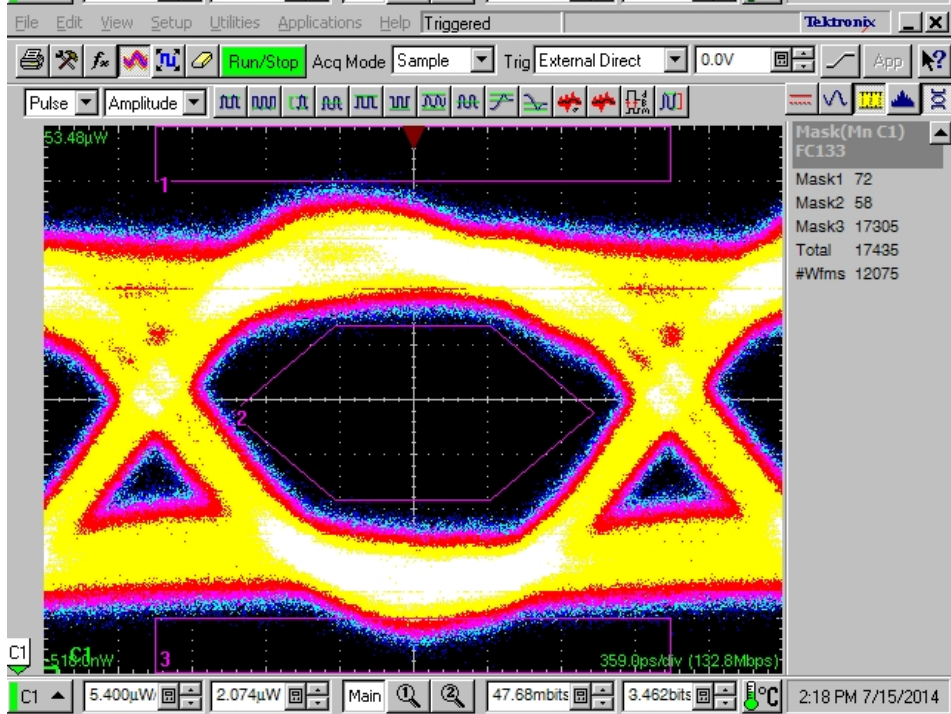 File Edit View Setup Utilities Applications Help Triggered Tektronix
Run/Stop Acq Mode Sample Trig External Direct 0.0V App
Pulse Amplitude
53.48µW
Mask(Mn C1)
FC133
Mask1 72
Mask2 58
Mask3 17305
Total 17435
#Wfms 12075
1
2
3
C1
C1
359.0ps/div (132.8Mbps)
C1 5.400µW/ 2.074µW Main 1 2 47.68mbits 3.462bits °C 2:18 PM 7/15/2014